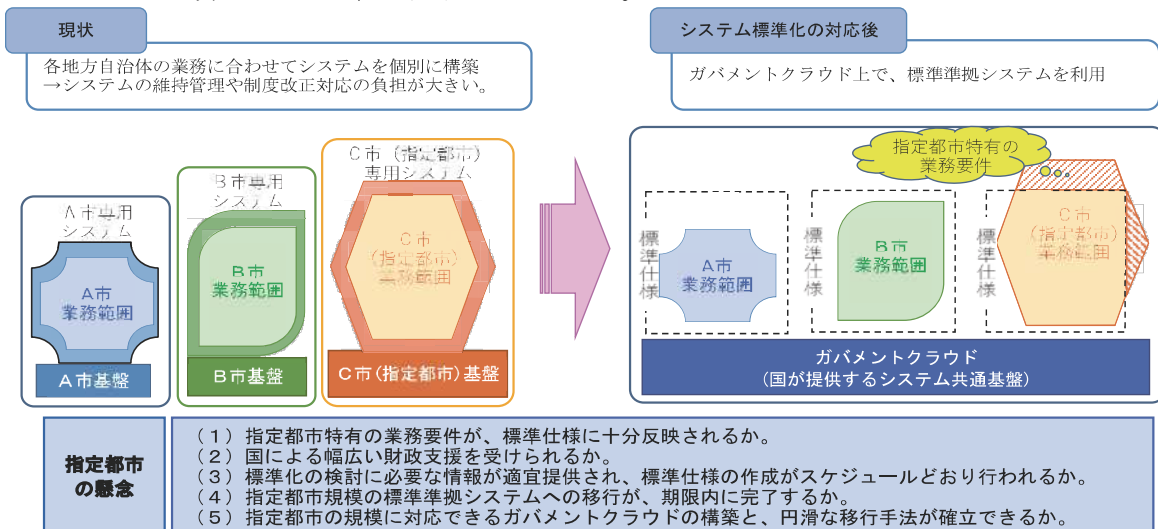 現状
各地方自治体の業務に合わせてシステムを個別に構築
→システムの維持管理や制度改正対応の負担が大きい。
システム標準化の対応後
ガバメントクラウド上で、標準準拠システムを利用
A市専用
システム
A市
業務範囲
A市基盤
B市専用
システム
B市
業務範囲
B市基盤
C市（指定都市）
専用システム
C市
（指定都市）
業務範囲
C市(指定都市)基盤
指定都市特有の
業務要件
標準仕様
A市
業務範囲
標準仕様
B市
業務範囲
標準仕様
C市
（指定都市）
業務範囲
ガバメントクラウド
(国が提供するシステム共通基盤)
指定都市
の懸念
（１）指定都市特有の業務要件が、標準仕様に十分反映されるか。
（２）国による幅広い財政支援を受けられるか。
（３）標準化の検討に必要な情報が適宜提供され、標準仕様の作成がスケジュールどおり行われるか。
（４）指定都市規模の標準準拠システムへの移行が、期限内に完了するか。
（５）指定都市の規模に対応できるガバメントクラウドの構築と、円滑な移行手法が確立できるか。